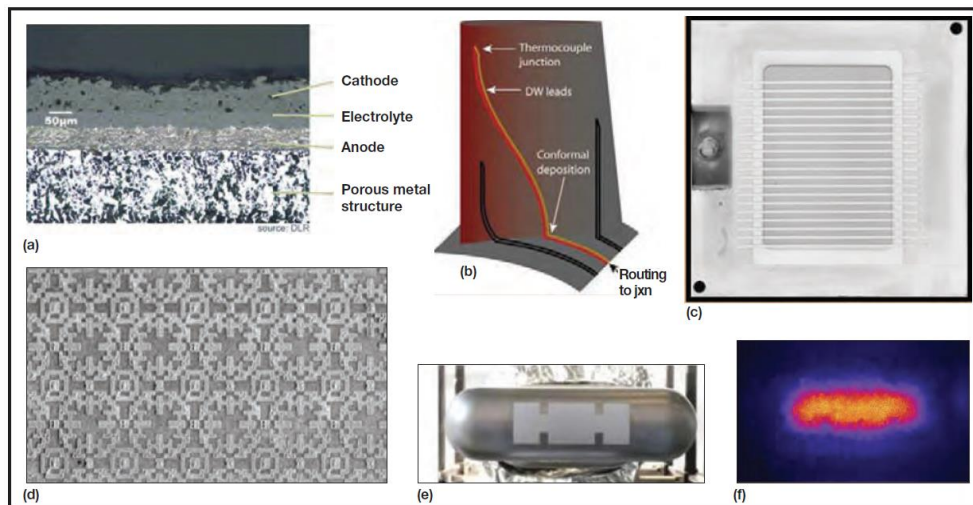 Cathode
50µm
Electrolyte
Anode
Porous metal
structure
source: DLR
(a)
Thermocouple
junction
DW leads
Conformal
deposition
(b)
Routing
to jxn
(c)
(d)
(e)
(f)